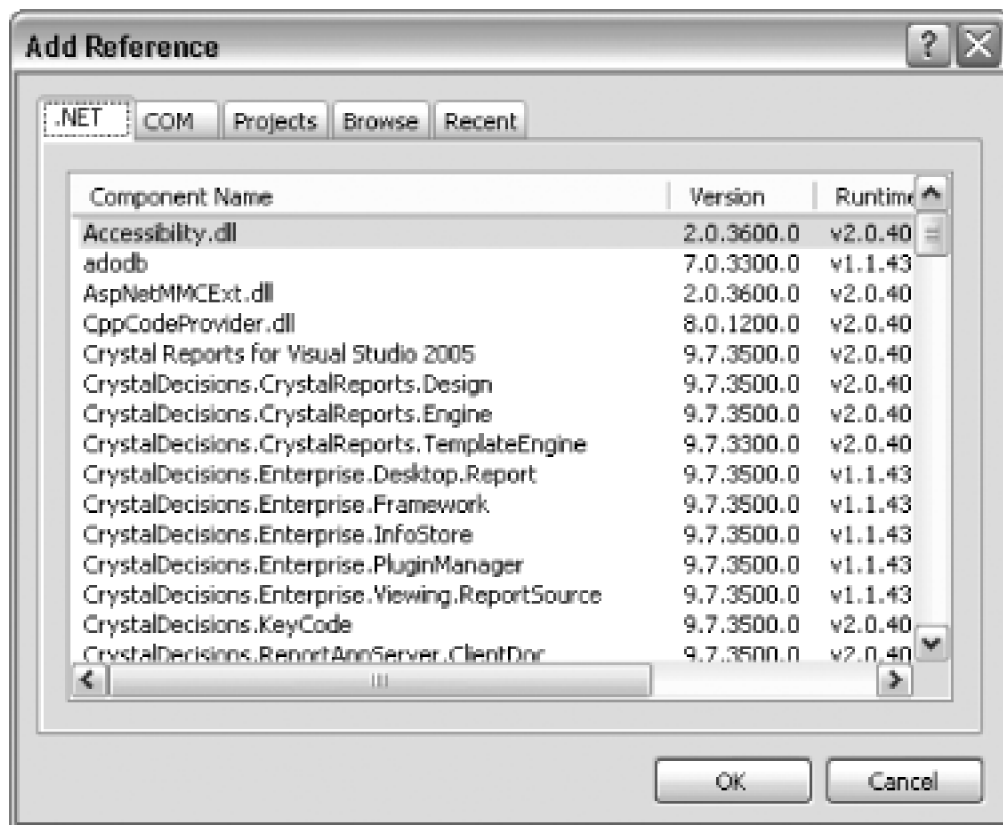 Add Reference
.NET COM Projects Browse Recent
Component Name Version Runtime
Accessibility.dll 2.0.3600.0 v2.0.40
adodb 7.0.3300.0 v1.1.43
AspNetMMCExt.dll 2.0.3600.0 v2.0.40
CppCodeProvider.dll 8.0.1200.0 v2.0.40
Crystal Reports for Visual Studio 2005 9.7.3500.0 v2.0.40
CrystalDecisions.CrystalReports.Design 9.7.3500.0 v2.0.40
CrystalDecisions.CrystalReports.Engine 9.7.3500.0 v2.0.40
CrystalDecisions.CrystalReports.TemplateEngine 9.7.3300.0 v2.0.40
CrystalDecisions.Enterprise.Desktop.Report 9.7.3500.0 v1.1.43
CrystalDecisions.Enterprise.Framework 9.7.3500.0 v1.1.43
CrystalDecisions.Enterprise.InfoStore 9.7.3500.0 v1.1.43
CrystalDecisions.Enterprise.PluginManager 9.7.3500.0 v1.1.43
CrystalDecisions.Enterprise.Viewing.ReportSource 9.7.3500.0 v1.1.43
CrystalDecisions.KeyCode 9.7.3500.0 v2.0.40
CrystalDecisions.ReportAppServer.ClientDoc 9.7.3500.0 v2.0.40
OK Cancel